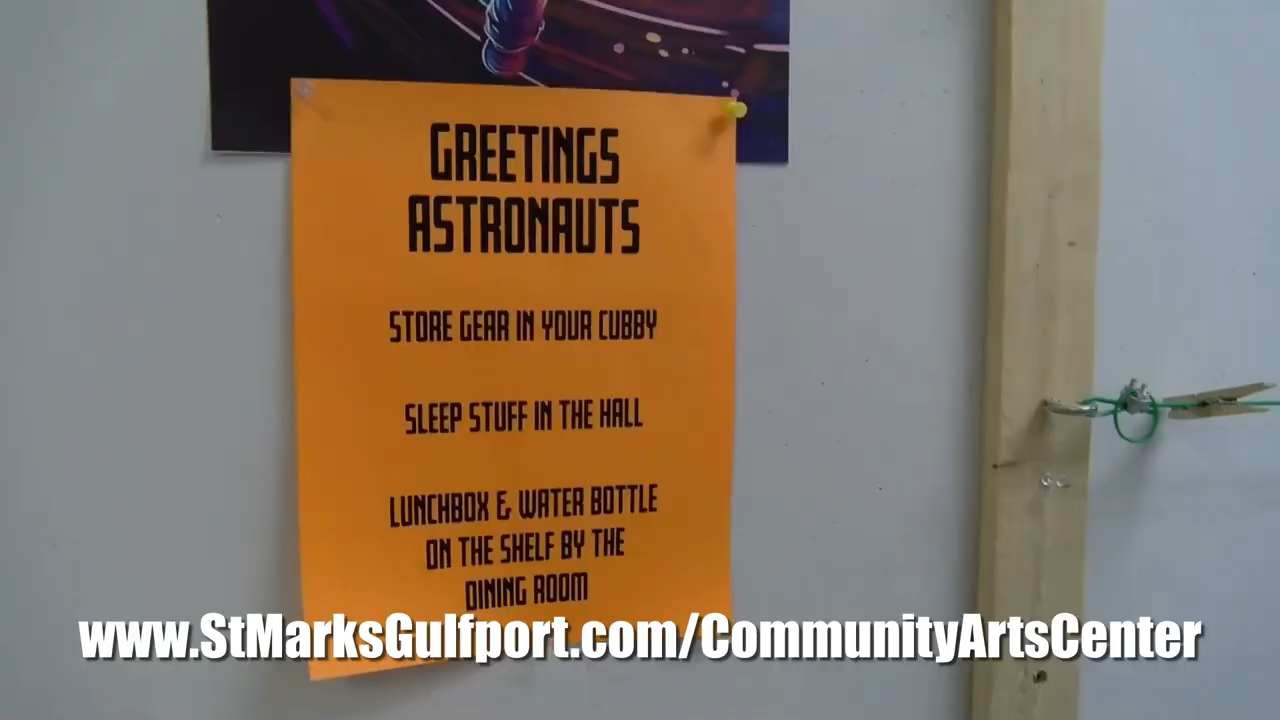 GREETINGS
ASTRONAUTS
STORE GEAR IN YOUR CUBBY
SLEEP STUFF IN THE HALL
LUNCHBOX & WATER BOTTLE
ON THE SHELF BY THE
DINING ROOM
www.StMarksGulfport.com/CommunityArtsCenter